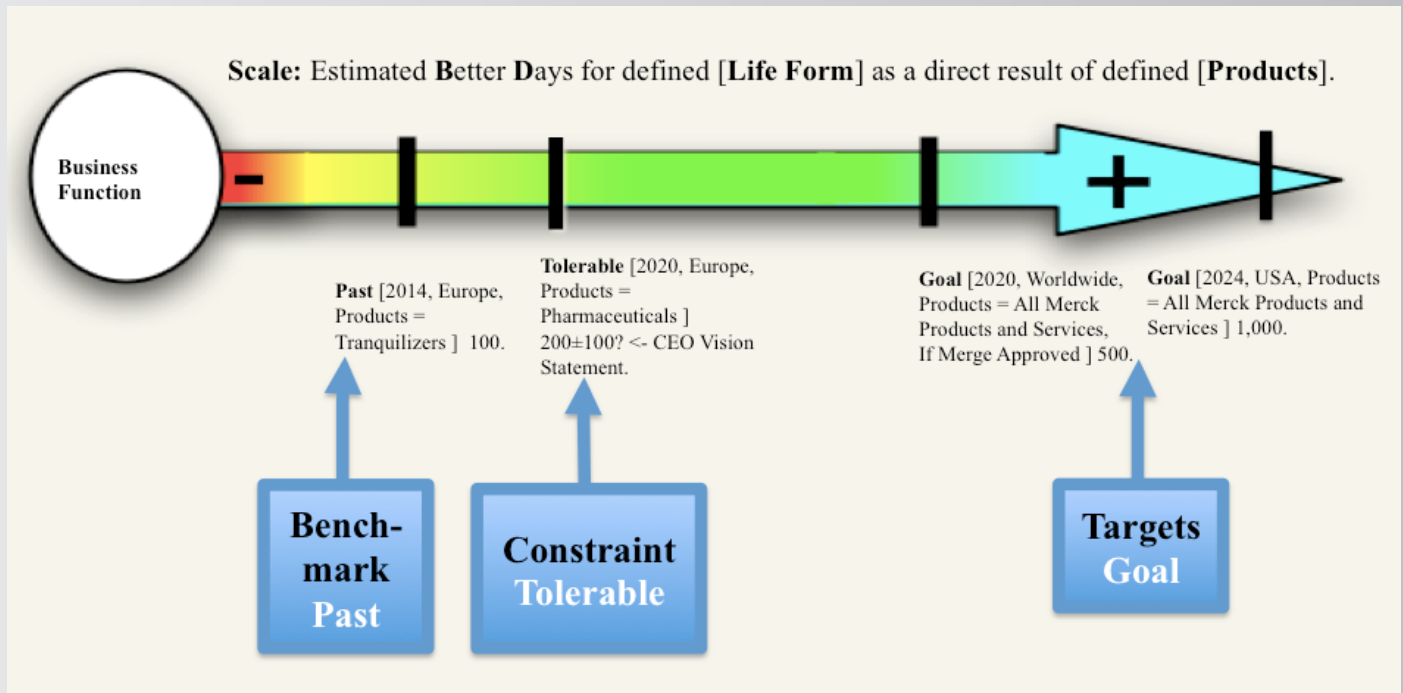 Scale: Estimated Better Days for defined [Life Form] as a direct result of defined [Products].
Business
Function
-
+
Past [2014, Europe,
Products =
Tranquilizers ] 100.
Tolerable [2020, Europe,
Products =
Pharmaceuticals ]
200±100? <- CEO Vision
Statement.
Goal [2020, Worldwide,
Products = All Merck
Products and Services,
If Merge Approved ] 500.
Goal [2024, USA, Products
= All Merck Products and
Services ] 1,000.
Bench-
mark
Past
Constraint
Tolerable
Targets
Goal